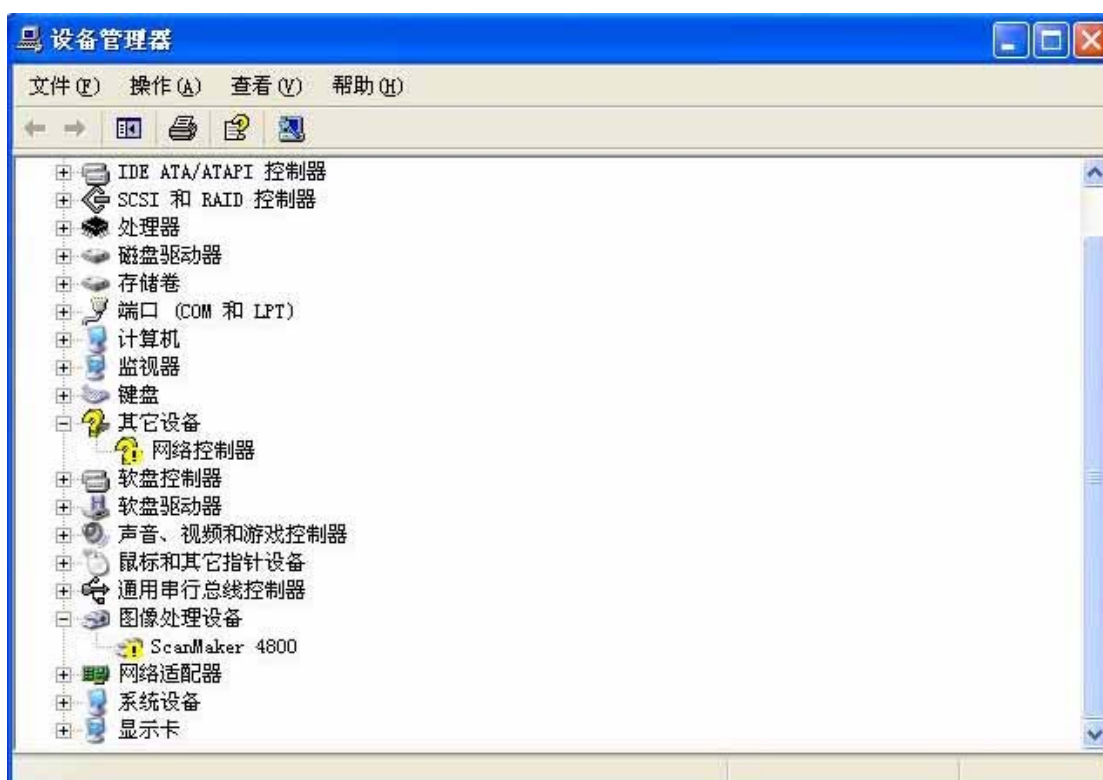 设备管理器
文件(F) 操作(A) 查看(V) 帮助(H)
IDE ATA/ATAPI 控制器
SCSI 和 RAID 控制器
处理器
磁盘驱动器
存储卷
端口 (COM 和 LPT)
计算机
监视器
键盘
其它设备
网络控制器
软盘控制器
软盘驱动器
声音、视频和游戏控制器
鼠标和其它指针设备
通用串行总线控制器
图像处理设备
ScanMaker 4800
网络适配器
系统设备
显示卡